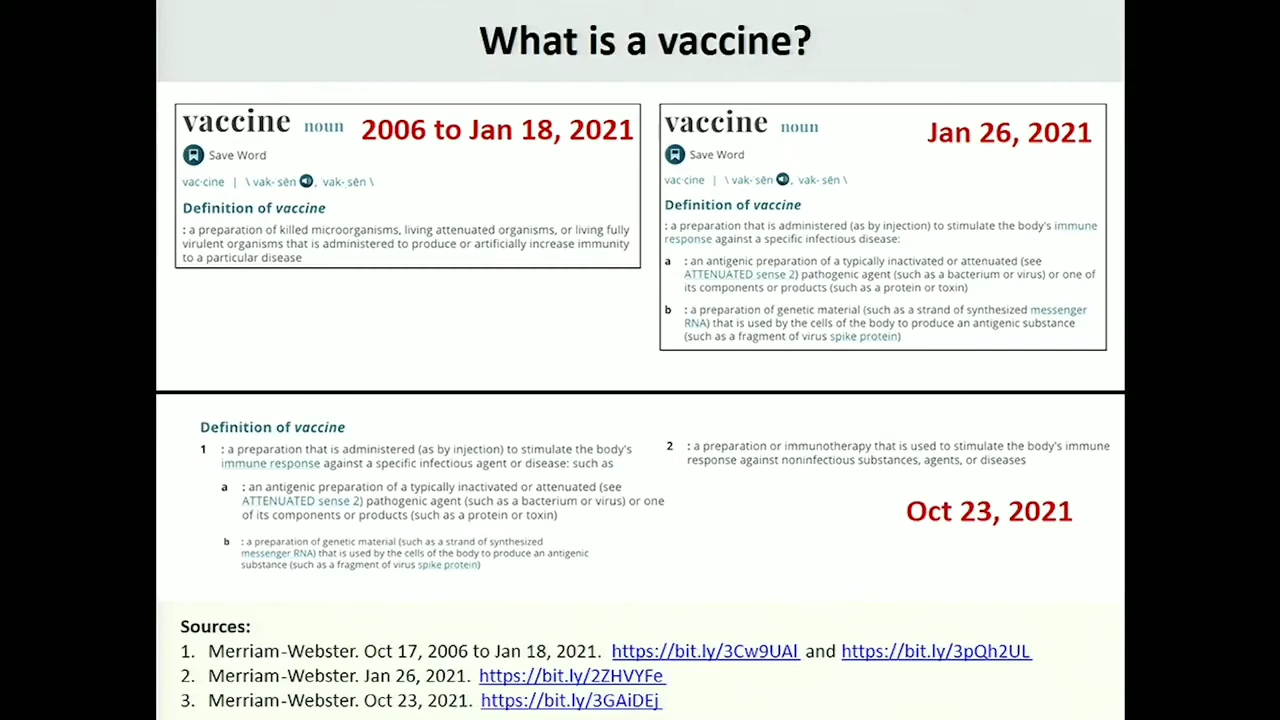 What is a vaccine?
vaccine noun 2006 to Jan 18, 2021
Save Word
vac·cine | \ vak-ˈsēn , ˈvak-ˌsēn \
Definition of vaccine
: a preparation of killed microorganisms, living attenuated organisms, or living fully
virulent organisms that is administered to produce or artificially increase immunity
to a particular disease
vaccine noun Jan 26, 2021
Save Word
vac·cine | \ vak-ˈsēn , ˈvak-ˌsēn \
Definition of vaccine
: a preparation that is administered (as by injection) to stimulate the body's immune
response against a specific infectious disease:
a : an antigenic preparation of a typically inactivated or attenuated (see
ATTENUATED sense 2) pathogenic agent (such as a bacterium or virus) or one of
its components or products (such as a protein or toxin)
b : a preparation of genetic material (such as a strand of synthesized messenger
RNA) that is used by the cells of the body to produce an antigenic substance
(such as a fragment of virus spike protein)
Definition of vaccine
1 : a preparation that is administered (as by injection) to stimulate the body's
immune response against a specific infectious agent or disease: such as
a : an antigenic preparation of a typically inactivated or attenuated (see
ATTENUATED sense 2) pathogenic agent (such as a bacterium or virus) or one
of its components or products (such as a protein or toxin)
b : a preparation of genetic material (such as a strand of synthesized
messenger RNA) that is used by the cells of the body to produce an antigenic
substance (such as a fragment of virus spike protein)
2 : a preparation or immunotherapy that is used to stimulate the body's immune
response against noninfectious substances, agents, or diseases
Oct 23, 2021
Sources:
1. Merriam-Webster. Oct 17, 2006 to Jan 18, 2021. https://bit.ly/3Cw9UAl and https://bit.ly/3pQh2UL
2. Merriam-Webster. Jan 26, 2021. https://bit.ly/2ZHVYFe
3. Merriam-Webster. Oct 23, 2021. https://bit.ly/3GAiDEj